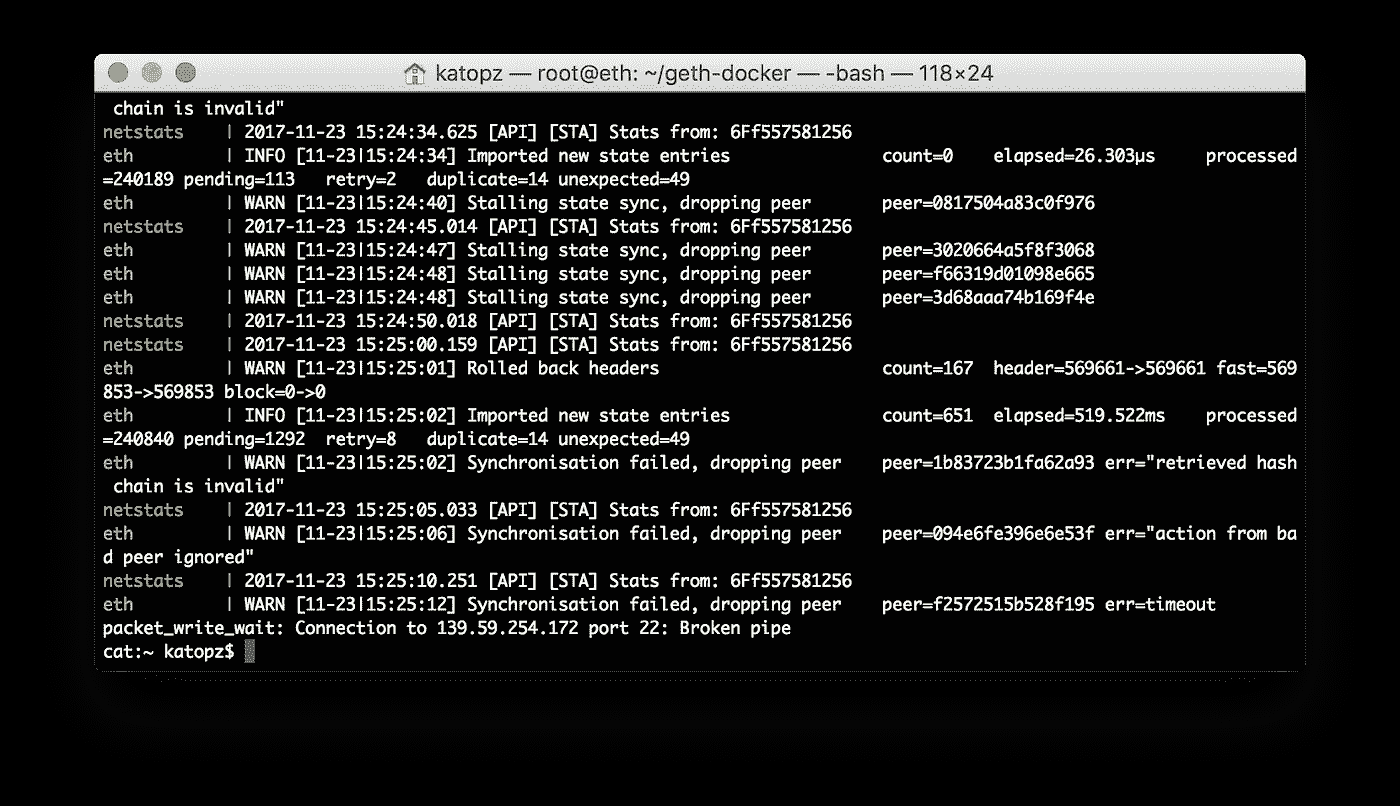 katopz — root@eth: ~/geth-docker — -bash — 118×24
chain is invalid"
netstats | 2017-11-23 15:24:34.625 [API] [STA] Stats from: 6Ff557581256
eth | INFO [11-23|15:24:34] Imported new state entries count=0 elapsed=26.303µs processed
=240189 pending=113 retry=2 duplicate=14 unexpected=49
eth | WARN [11-23|15:24:40] Stalling state sync, dropping peer peer=0817504a83c0f976
netstats | 2017-11-23 15:24:45.014 [API] [STA] Stats from: 6Ff557581256
eth | WARN [11-23|15:24:47] Stalling state sync, dropping peer peer=3020664a5f8f3068
eth | WARN [11-23|15:24:48] Stalling state sync, dropping peer peer=f66319d01098e665
eth | WARN [11-23|15:24:48] Stalling state sync, dropping peer peer=3d68aaa74b169f4e
netstats | 2017-11-23 15:24:50.018 [API] [STA] Stats from: 6Ff557581256
netstats | 2017-11-23 15:25:00.159 [API] [STA] Stats from: 6Ff557581256
eth | WARN [11-23|15:25:01] Rolled back headers count=167 header=569661->569661 fast=569
853->569853 block=0->0
eth | INFO [11-23|15:25:02] Imported new state entries count=651 elapsed=519.522ms processed
=240840 pending=1292 retry=8 duplicate=14 unexpected=49
eth | WARN [11-23|15:25:02] Synchronisation failed, dropping peer peer=1b83723b1fa62a93 err="retrieved hash
chain is invalid"
netstats | 2017-11-23 15:25:05.033 [API] [STA] Stats from: 6Ff557581256
eth | WARN [11-23|15:25:06] Synchronisation failed, dropping peer peer=094e6fe396e6e53f err="action from ba
d peer ignored"
netstats | 2017-11-23 15:25:10.251 [API] [STA] Stats from: 6Ff557581256
eth | WARN [11-23|15:25:12] Synchronisation failed, dropping peer peer=f2572515b528f195 err=timeout
packet_write_wait: Connection to 139.59.254.172 port 22: Broken pipe
cat:~ katopz$